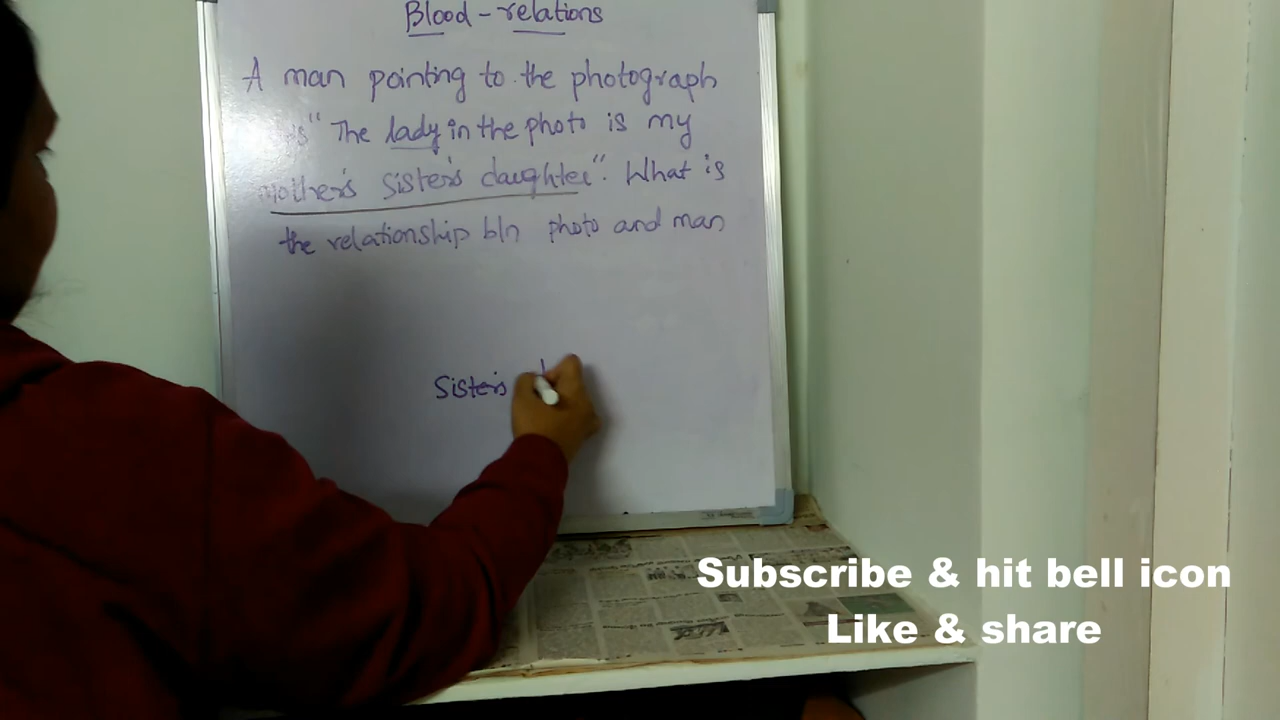 Blood - relations
A man pointing to the photograph
is" The lady in the photo is my
mother's sister's daughter". What is
the relationship b/n photo and man
Sister's
Subscribe & hit bell icon
Like & share